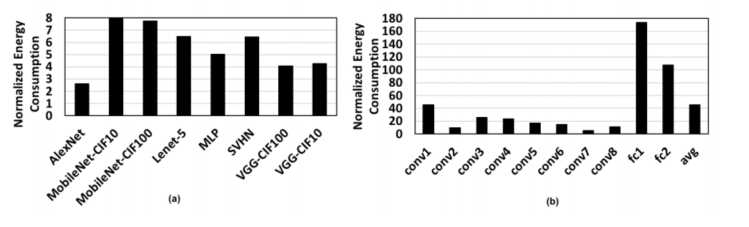 Normalized Energy
Consumption
8
7
6
5
4
3
2
1
0
AlexNet
MobileNet-CIF10
MobileNet-CIF100
Lenet-5
MLP
SVHN
VGG-CIF100
VGG-CIF10
(a)
Normalized Energy
Consumption
180
160
140
120
100
80
60
40
20
0
conv1
conv2
conv3
conv4
conv5
conv6
conv7
conv8
fc1
fc2
avg
(b)